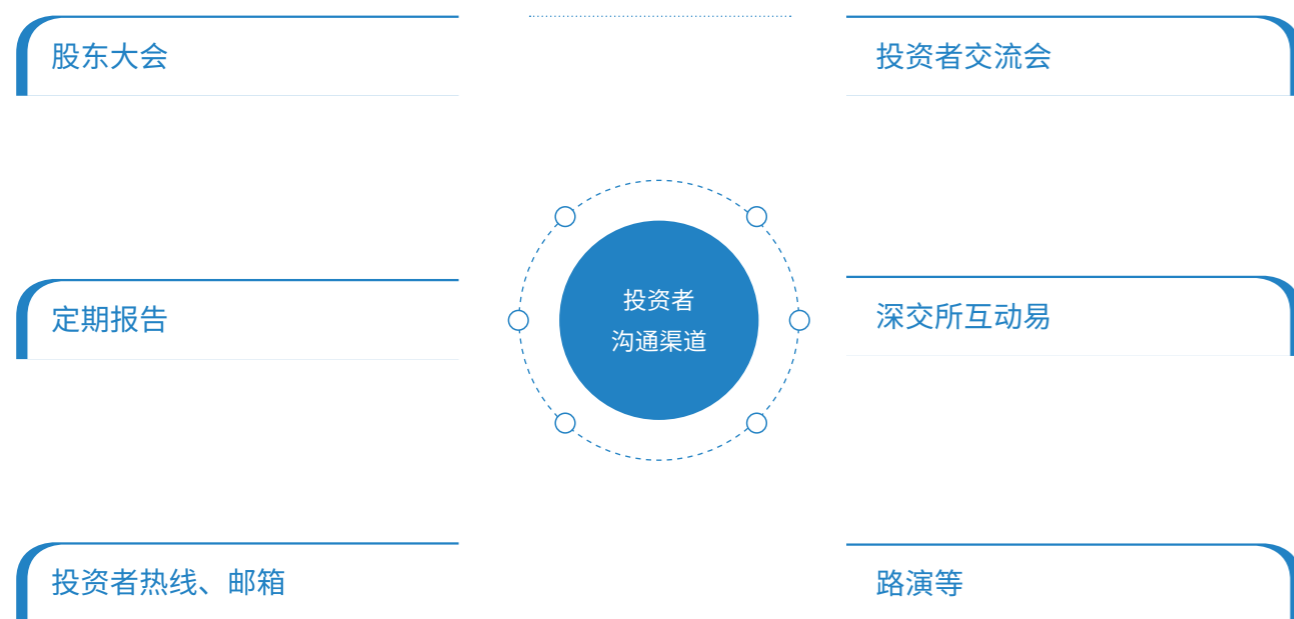 股东大会
投资者交流会
定期报告
投资者
沟通渠道
深交所互动易
投资者热线、邮箱
路演等